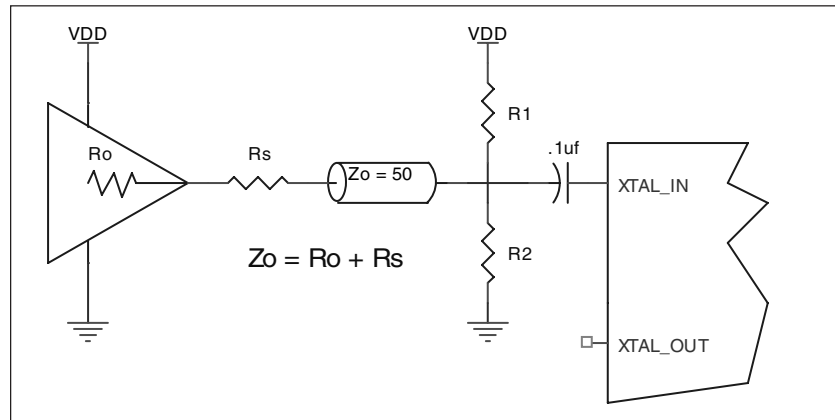 VDD
VDD
R1
Ro
Rs
.1uf
Zo = 50
XTAL_IN
Zo = Ro + Rs
R2
XTAL_OUT